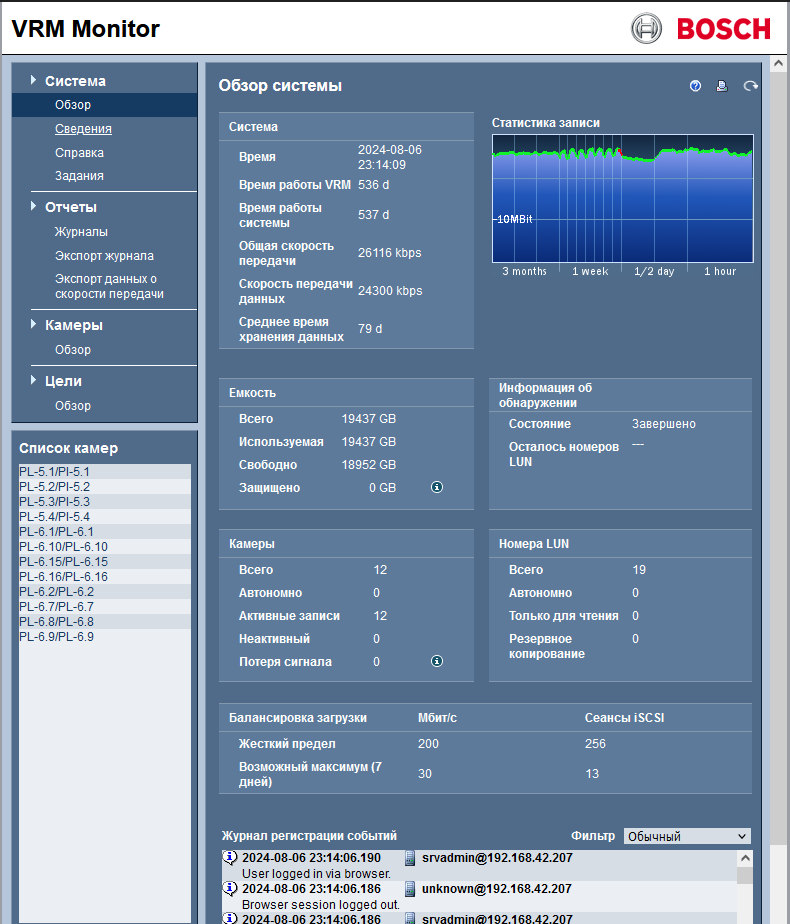 VRM Monitor
BOSCH
Система
Обзор
Сведения
Справка
Задания
Отчеты
Журналы
Экспорт журнала
Экспорт данных о
скорости передачи
Камеры
Обзор
Цели
Обзор
Список камер
PL-5.1/Pl-5.1
PL-5.2/Pl-5.2
PL-5.3/Pl-5.3
PL-5.4/Pl-5.4
PL-6.1/PL-6.1
PL-6.10/PL-6.10
PL-6.15/PL-6.15
PL-6.16/PL-6.16
PL-6.2/PL-6.2
PL-6.7/PL-6.7
PL-6.8/PL-6.8
PL-6.9/PL-6.9
Обзор системы
Система
Время 2024-08-06
23:14:09
Время работы VRM 536 d
Время работы
системы 537 d
Общая скорость
передачи 26116 kbps
Скорость передачи
данных 24300 kbps
Среднее время
хранения данных 79 d
Статистика записи
10MBit
3 months 1 week 1/2 day 1 hour
Емкость
Всего 19437 GB
Используемая 19437 GB
Свободно 18952 GB
Защищено 0 GB
Информация об
обнаружении
Состояние Завершено
Осталось номеров ---
LUN
Камеры
Всего 12
Автономно 0
Активные записи 12
Неактивный 0
Потеря сигнала 0
Номера LUN
Всего 19
Автономно 0
Только для чтения 0
Резервное 0
копирование
Балансировка загрузки Мбит/с Сеансы iSCSI
Жесткий предел 200 256
Возможный максимум (7
дней) 30 13
Журнал регистрации событий Фильтр Обычный
2024-08-06 23:14:06.190 srvadmin@192.168.42.207
User logged in via browser.
2024-08-06 23:14:06.186 unknown@192.168.42.207
Browser session logged out.
2024-08-06 23:14:06.186 srvadmin@192.168.42.207